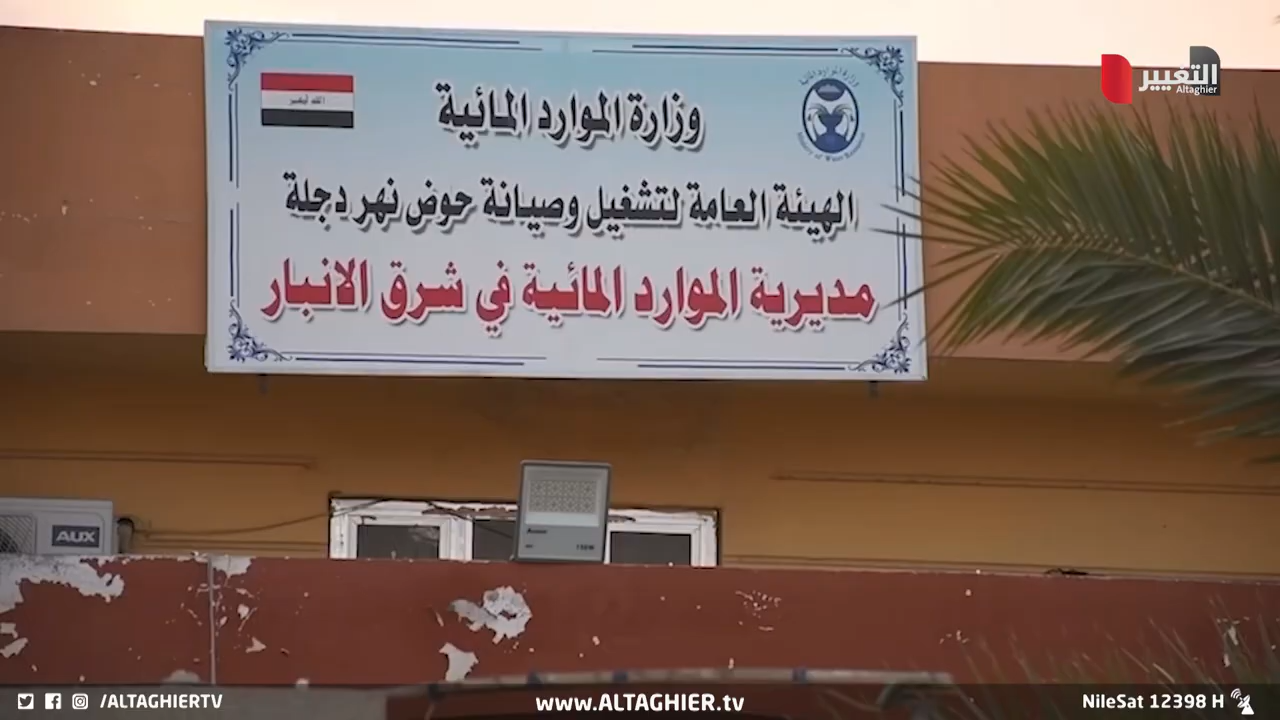 التغيير
Altaghier
وزارة الموارد المائية
الله أكبر
الهيئة العامة لتشغيل وصيانة حوض نهر دجلة
مديرية الموارد المائية في شرق الانبار
AUX
150W
/ALTAGHIERTV
www.ALTAGHIER.tv
NileSat 12398 H